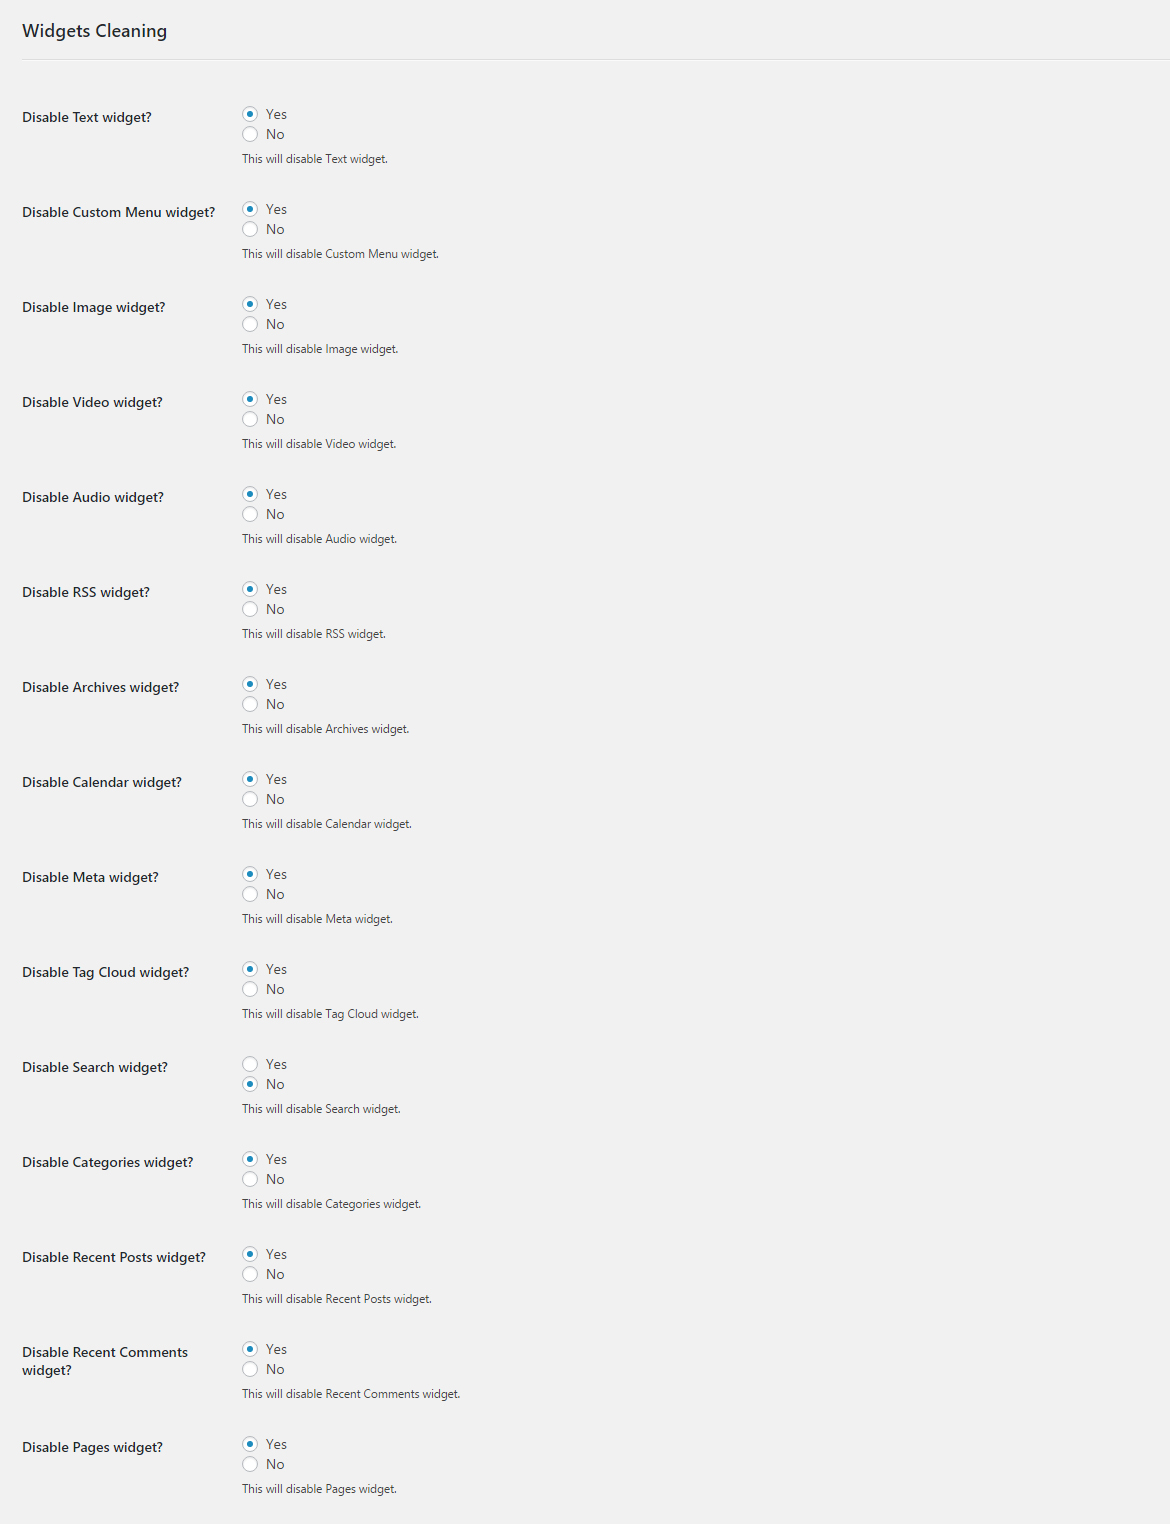 Widgets Cleaning
Disable Text widget?
Yes
No
This will disable Text widget.
Disable Custom Menu widget?
Yes
No
This will disable Custom Menu widget.
Disable Image widget?
Yes
No
This will disable Image widget.
Disable Video widget?
Yes
No
This will disable Video widget.
Disable Audio widget?
Yes
No
This will disable Audio widget.
Disable RSS widget?
Yes
No
This will disable RSS widget.
Disable Archives widget?
Yes
No
This will disable Archives widget.
Disable Calendar widget?
Yes
No
This will disable Calendar widget.
Disable Meta widget?
Yes
No
This will disable Meta widget.
Disable Tag Cloud widget?
Yes
No
This will disable Tag Cloud widget.
Disable Search widget?
Yes
No
This will disable Search widget.
Disable Categories widget?
Yes
No
This will disable Categories widget.
Disable Recent Posts widget?
Yes
No
This will disable Recent Posts widget.
Disable Recent Comments
widget?
Yes
No
This will disable Recent Comments widget.
Disable Pages widget?
Yes
No
This will disable Pages widget.